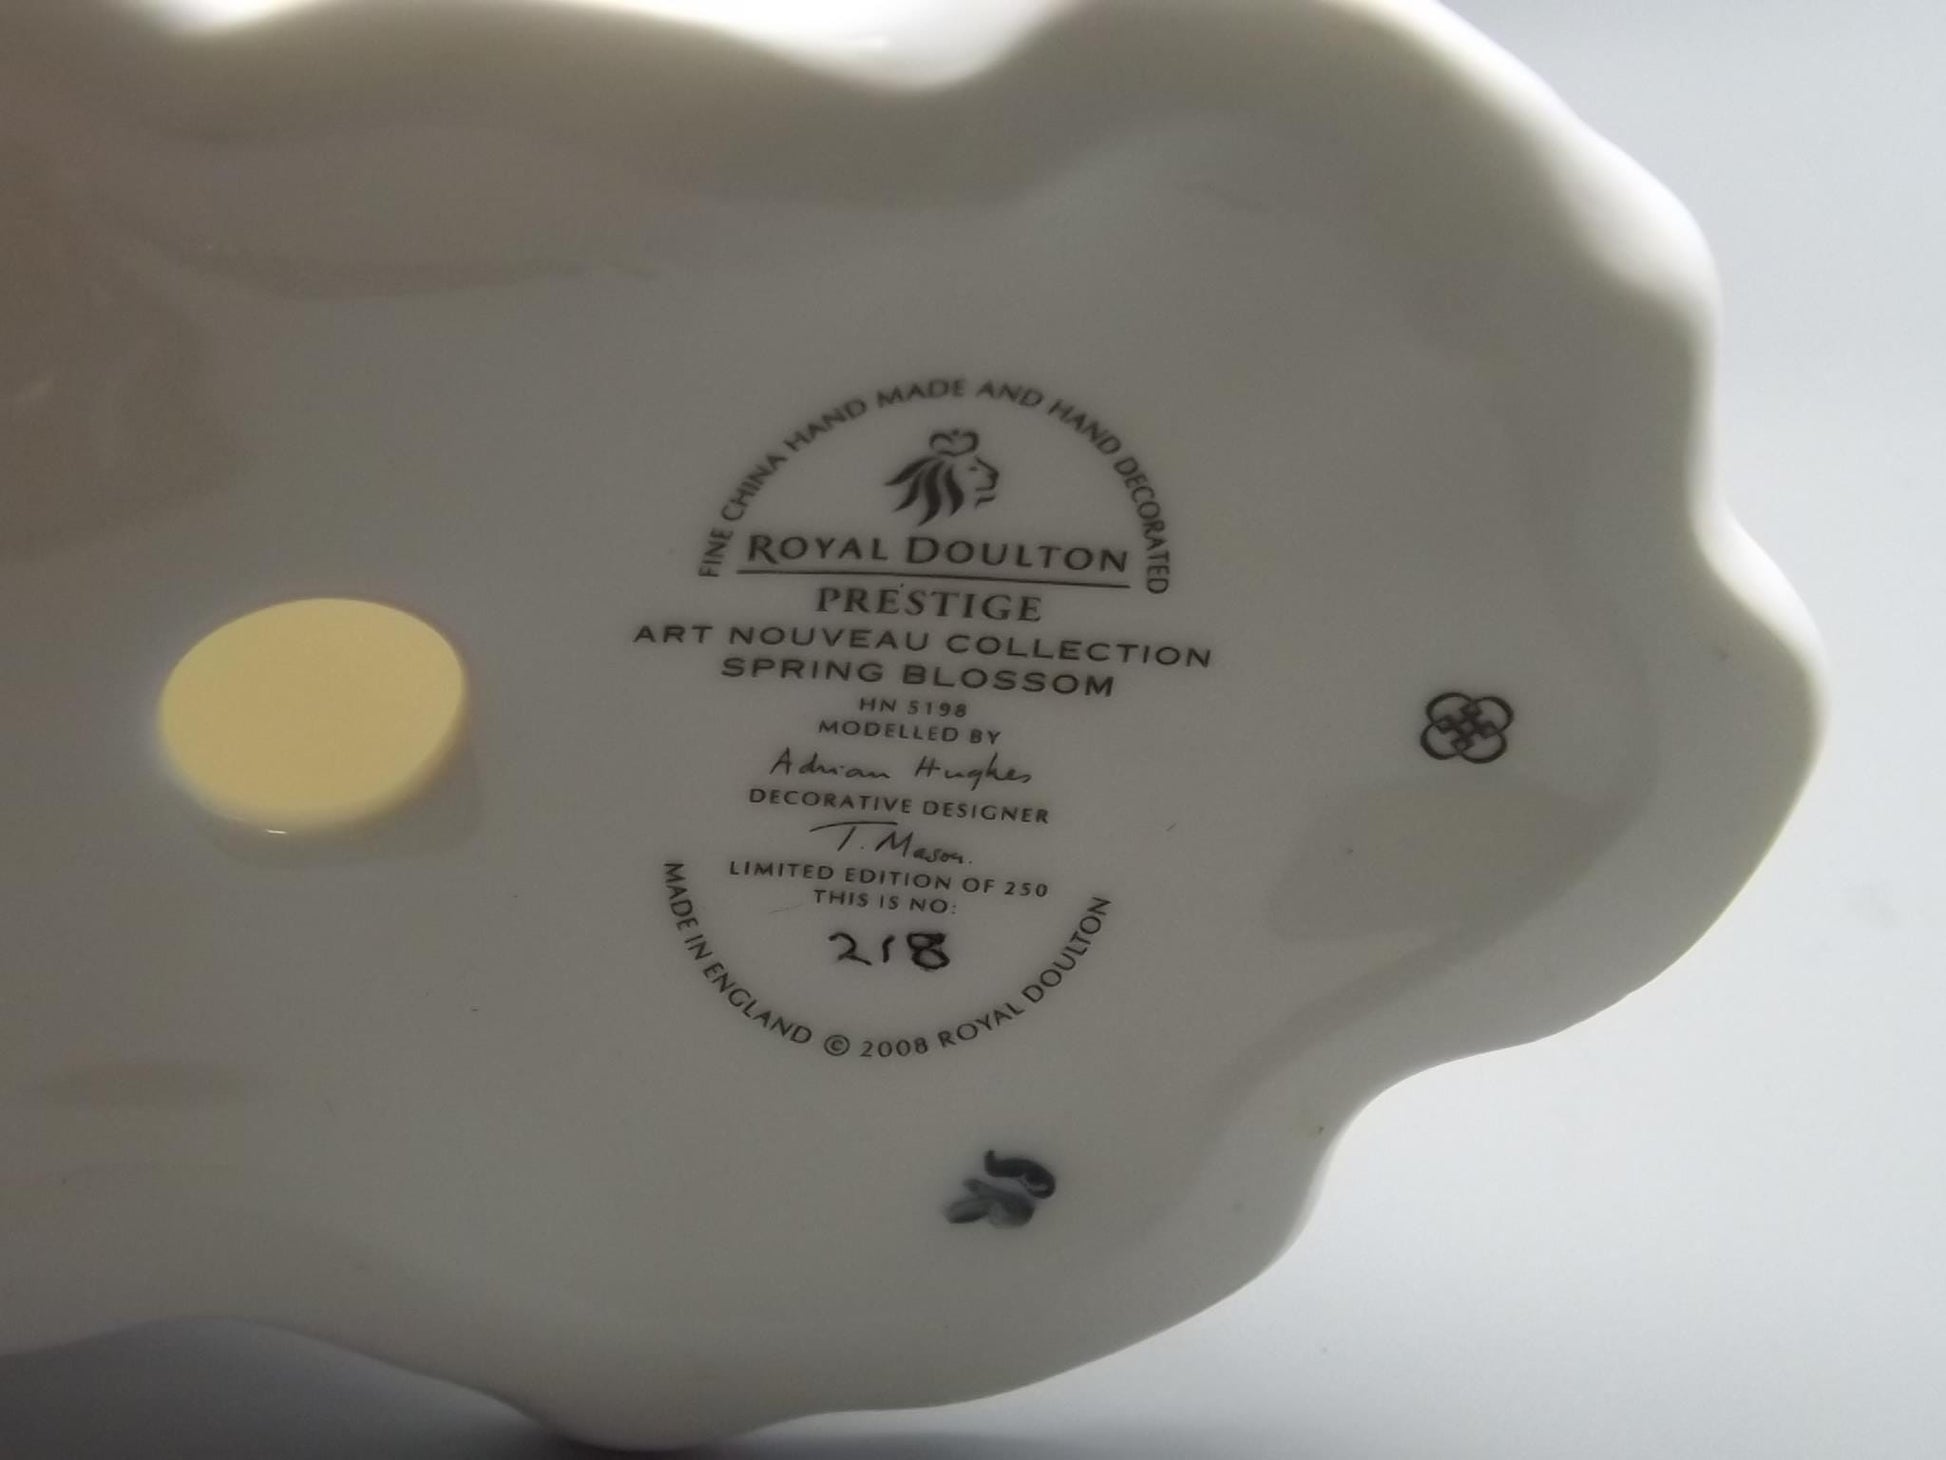 FINE CHINA HAND MADE AND HAND DECORATED
ROYAL DOULTON
PRESTIGE
ART NOUVEAU COLLECTION
SPRING BLOSSOM
HN 5198
MODELLED BY
Adrian Hughes
DECORATIVE DESIGNER
T. Mason.
LIMITED EDITION OF 250
THIS IS NO:
218
MADE IN ENGLAND © 2008 ROYAL DOULTON